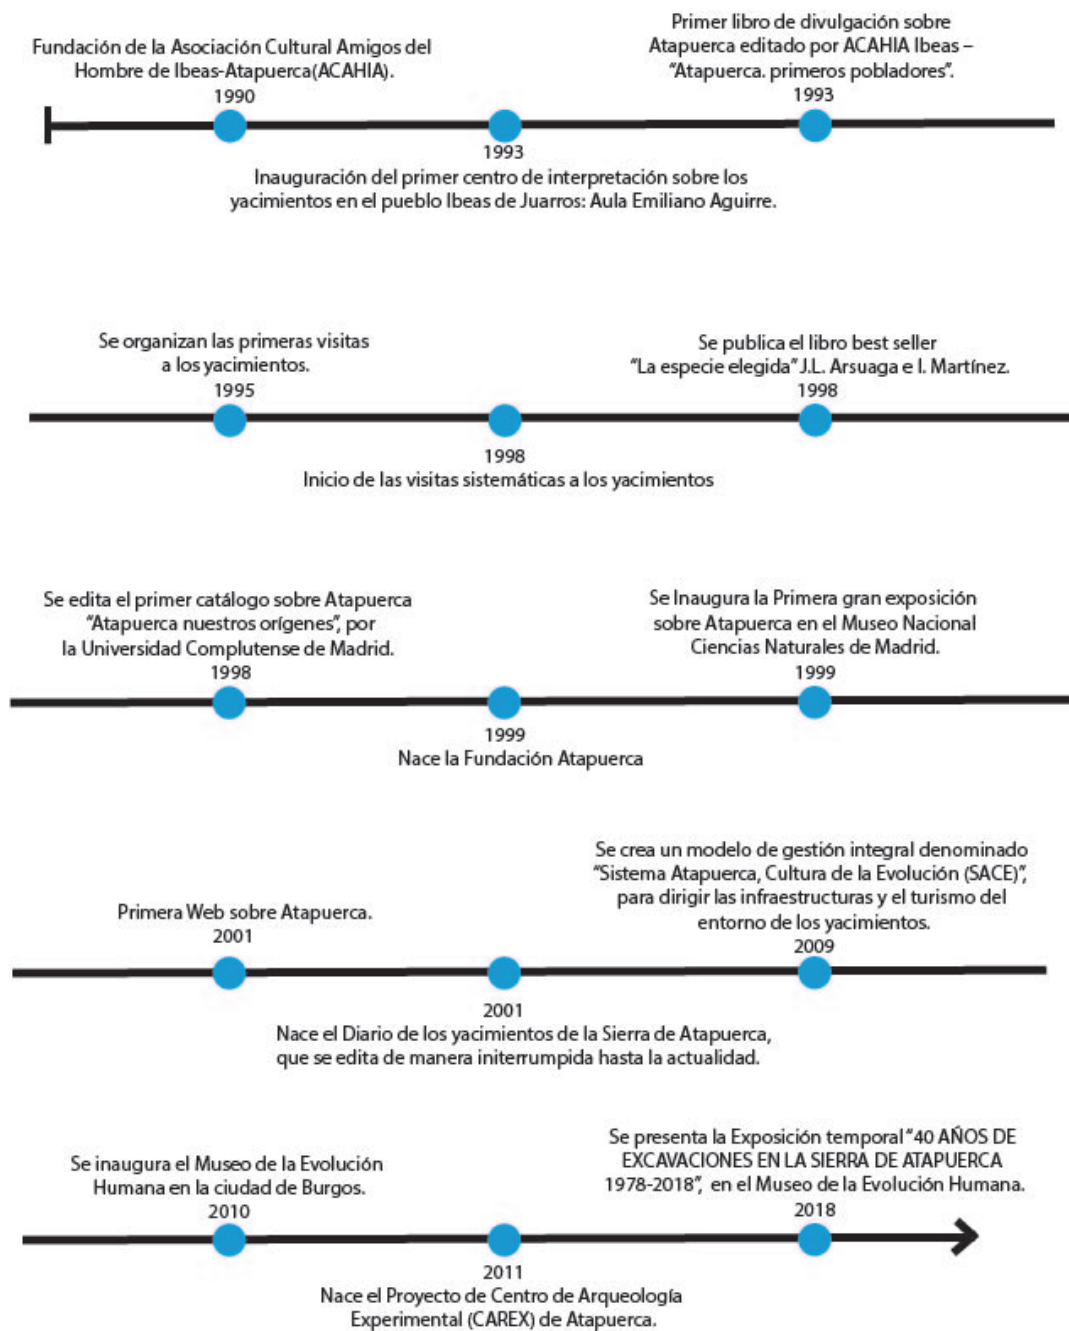 Fundación de la Asociación Cultural Amigos del
Hombre de Ibeas-Atapuerca(ACAHIA).
1990
1993
Inauguración del primer centro de interpretación sobre los
yacimientos en el pueblo Ibeas de Juarros: Aula Emiliano Aguirre.
Primer libro de divulgación sobre
Atapuerca editado por ACAHIA Ibeas –
“Atapuerca. primeros pobladores”.
1993
Se organizan las primeras visitas
a los yacimientos.
1995
1998
Inicio de las visitas sistemáticas a los yacimientos
Se publica el libro best seller
“La especie elegida” J.L. Arsuaga e I. Martínez.
1998
Se edita el primer catálogo sobre Atapuerca
“Atapuerca nuestros orígenes”, por
la Universidad Complutense de Madrid.
1998
1999
Nace la Fundación Atapuerca
Se Inaugura la Primera gran exposición
sobre Atapuerca en el Museo Nacional
Ciencias Naturales de Madrid.
1999
Primera Web sobre Atapuerca.
2001
2001
Nace el Diario de los yacimientos de la Sierra de Atapuerca,
que se edita de manera initerrumpida hasta la actualidad.
Se crea un modelo de gestión integral denominado
“Sistema Atapuerca, Cultura de la Evolución (SACE)”,
para dirigir las infraestructuras y el turismo del
entorno de los yacimientos.
2009
Se inaugura el Museo de la Evolución
Humana en la ciudad de Burgos.
2010
2011
Nace el Proyecto de Centro de Arqueología
Experimental (CAREX) de Atapuerca.
Se presenta la Exposición temporal “40 AÑOS DE
EXCAVACIONES EN LA SIERRA DE ATAPUERCA
1978-2018”, en el Museo de la Evolución Humana.
2018